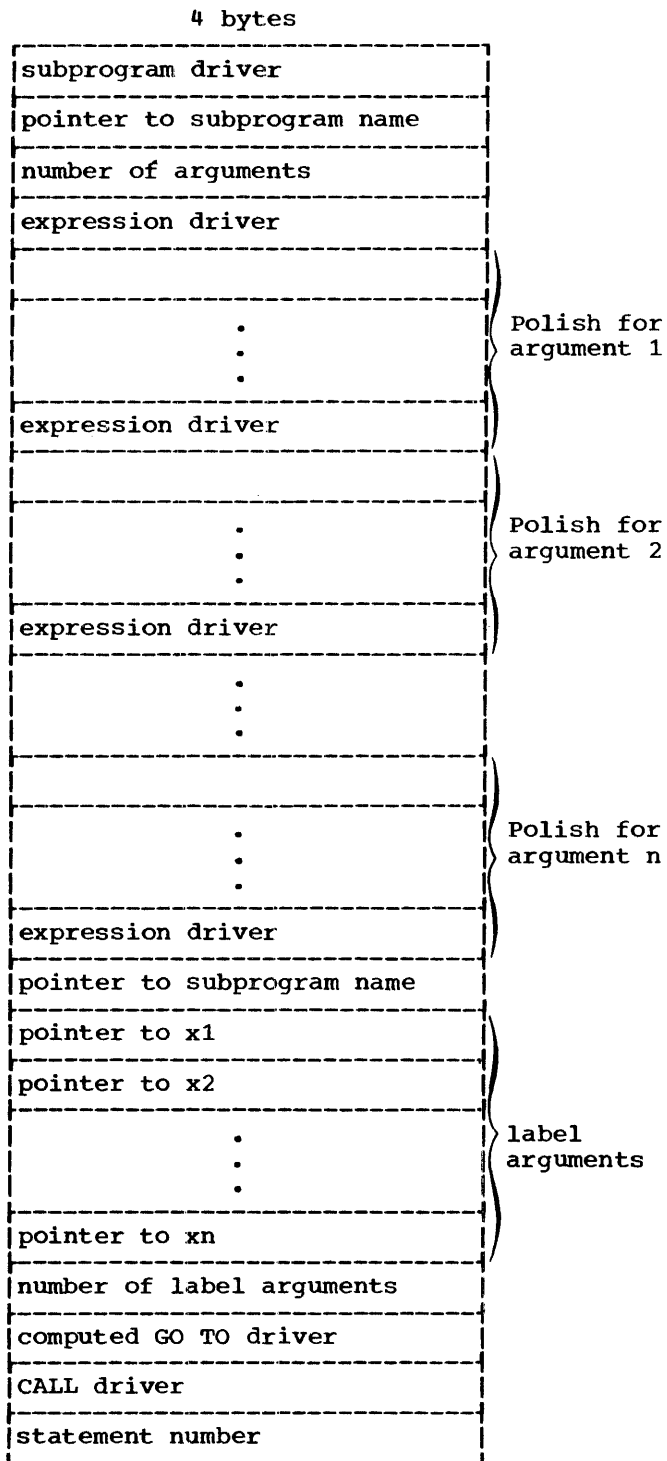 4 bytes
subprogram driver
pointer to subprogram name
number of arguments
expression driver
Polish for
argument 1
expression driver
Polish for
argument 2
expression driver
Polish for
argument n
expression driver
pointer to subprogram name
pointer to x1
pointer to x2
label
arguments
pointer to xn
number of label arguments
computed GO TO driver
CALL driver
statement number